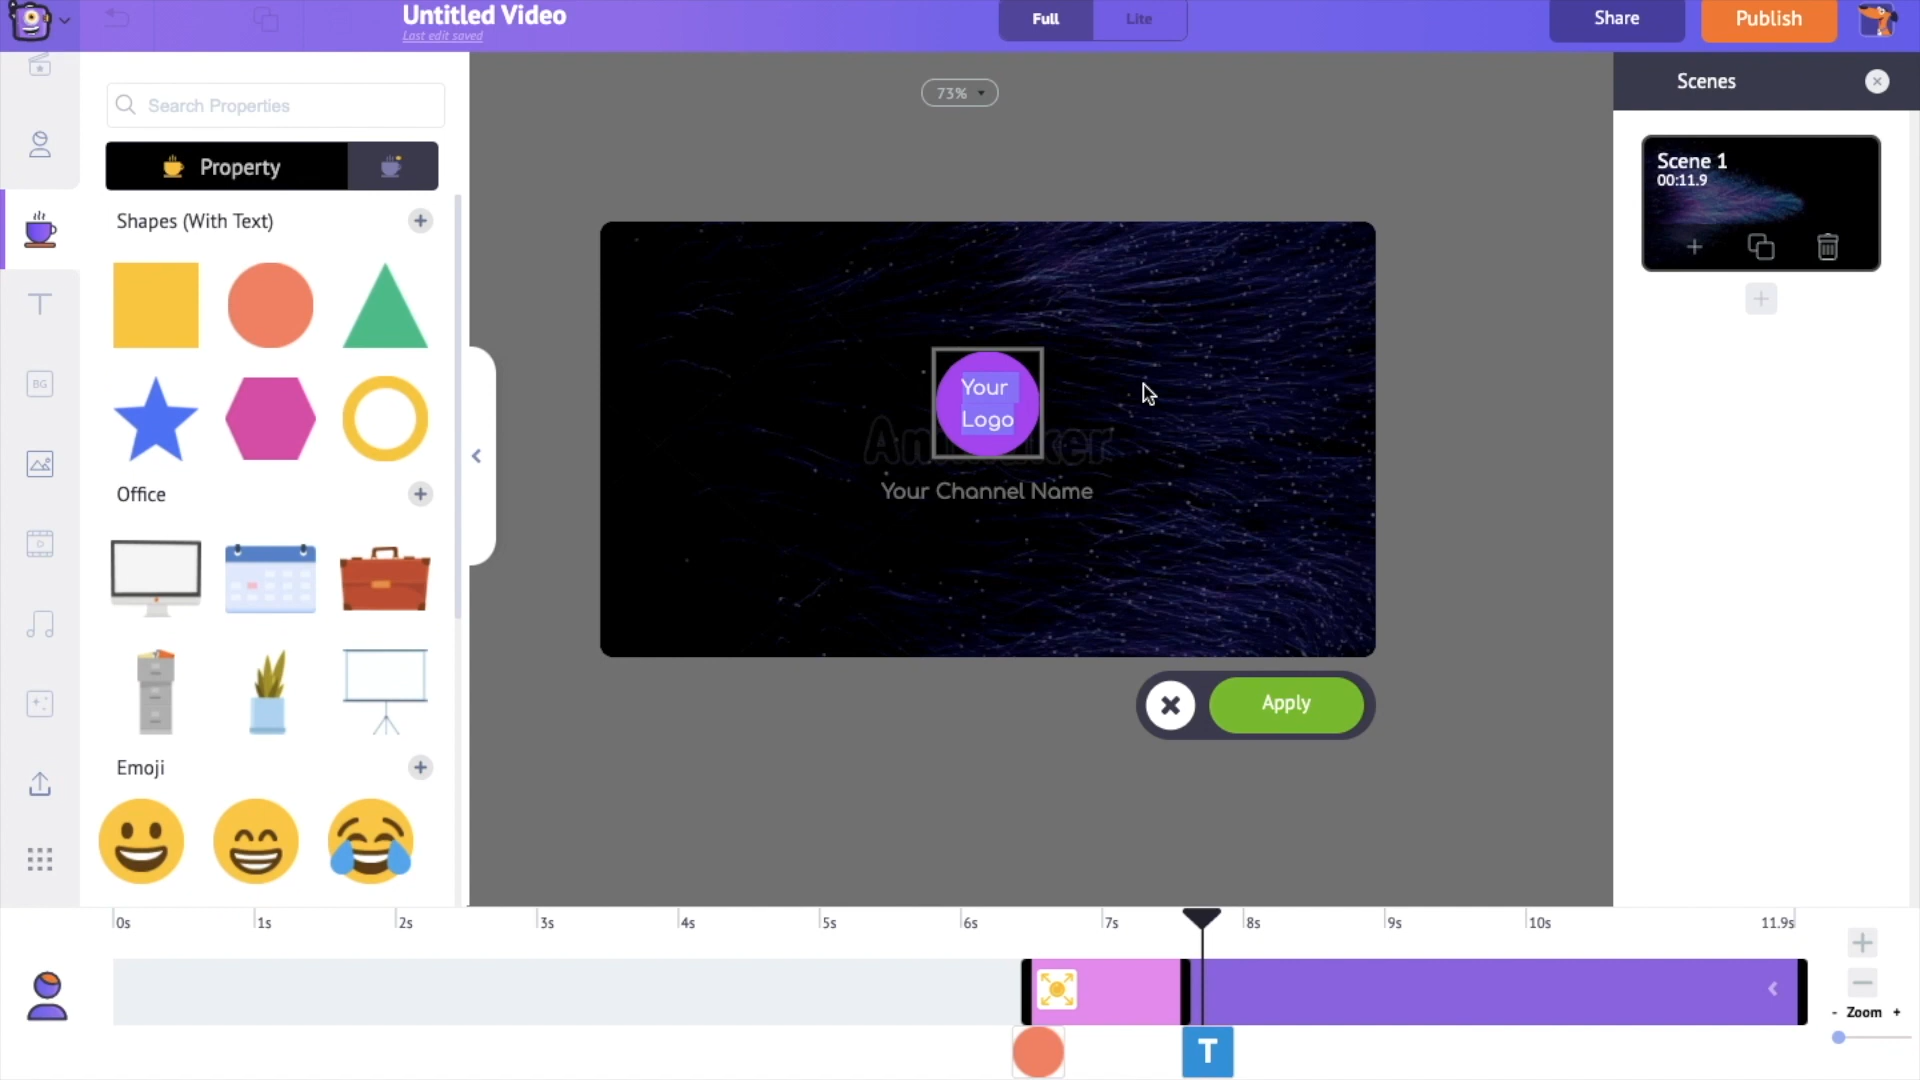 Untitled Video
Last edit saved
Full
Lite
Share
Publish
Search Properties
73%
Scenes
Property
Scene 1
00:11.9
Shapes (With Text)
T
BG
Your
Logo
Animaker
Your Channel Name
Office
Apply
Emoji
0s
1s
2s
3s
4s
5s
6s
7s
8s
9s
10s
11.9s
- Zoom +
T